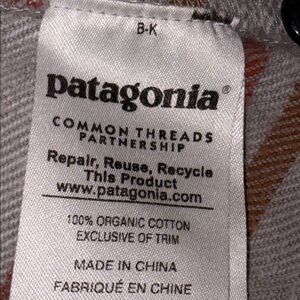 B-K
patagonia®
COMMON THREADS
PARTNERSHIP
Repair, Reuse, Recycle
This Product
www.patagonia.com
100% ORGANIC COTTON
EXCLUSIVE OF TRIM
MADE IN CHINA
FABRIQUÉ EN CHINE